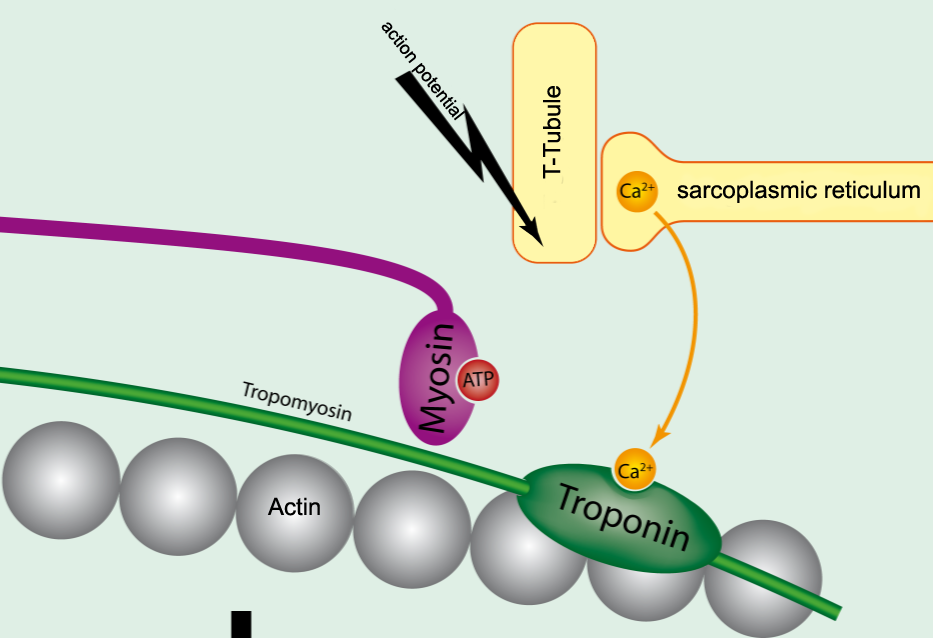 action potential
T-Tubule
Ca²⁺
sarcoplasmic reticulum
Myosin
ATP
Tropomyosin
Ca²⁺
Troponin
Actin